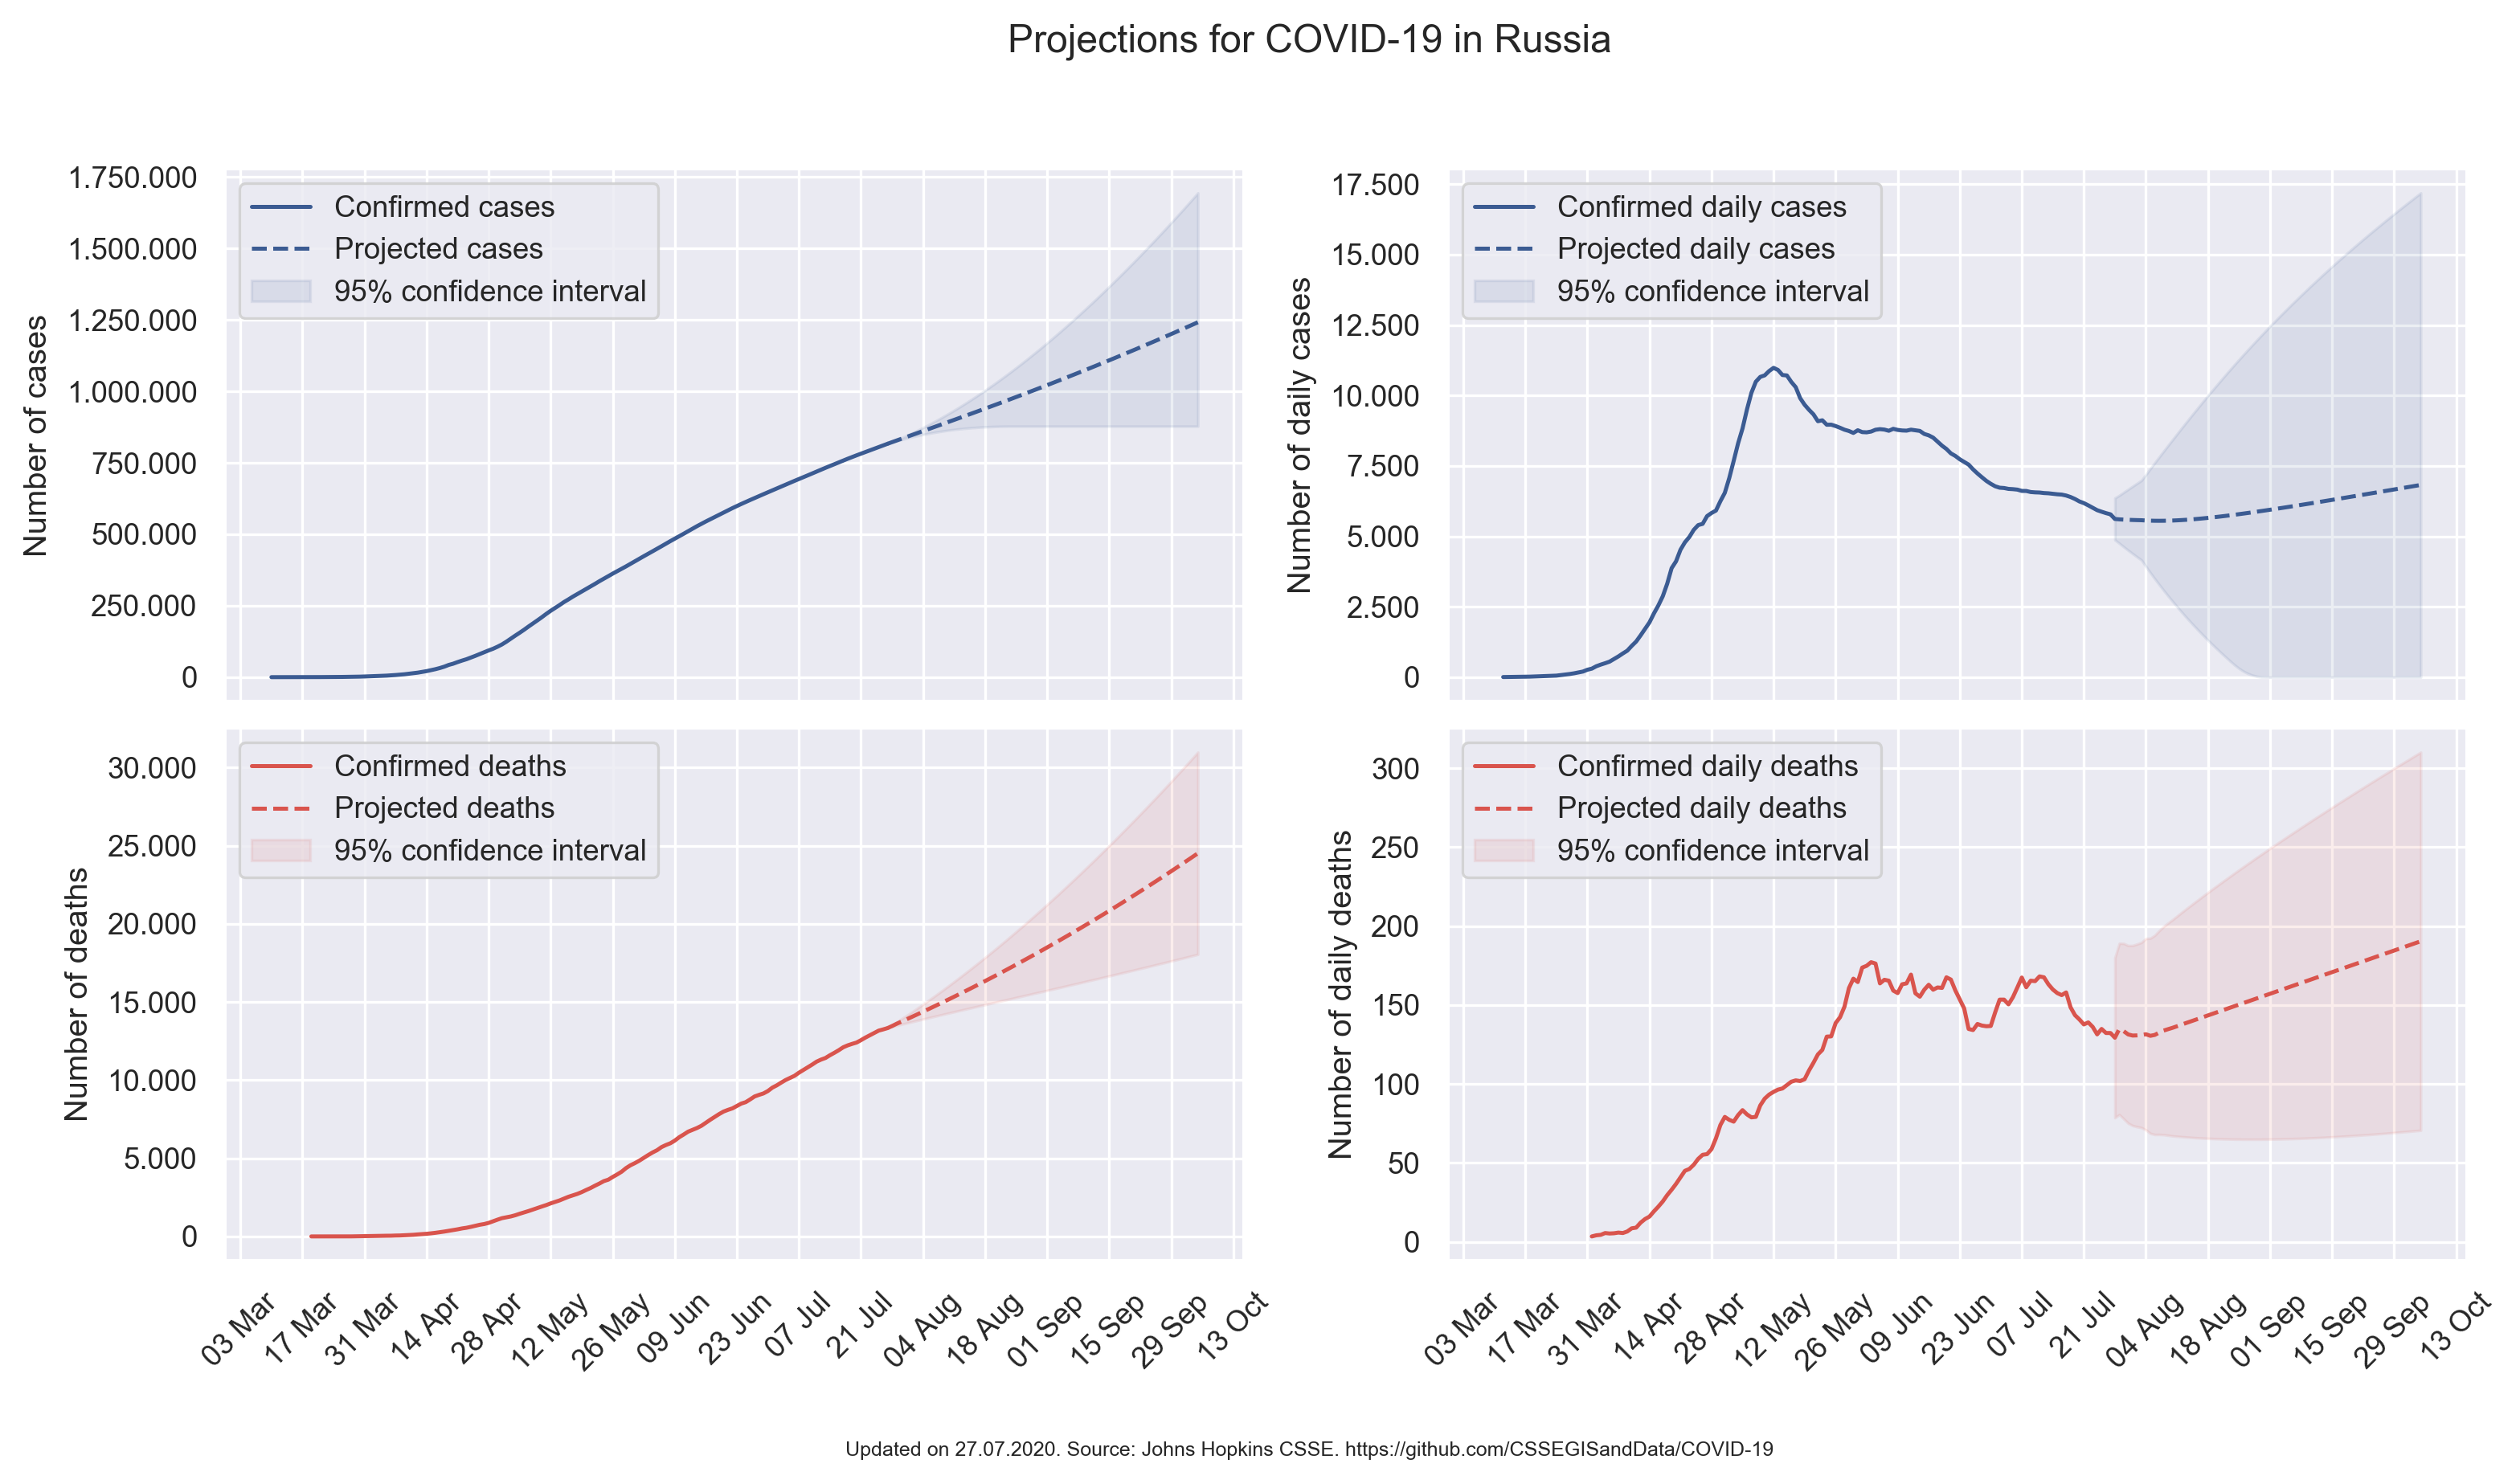 Projections for COVID-19 in Russia
Number of cases
1.750.000
1.500.000
1.250.000
1.000.000
750.000
500.000
250.000
0
Confirmed cases
Projected cases
95% confidence interval
Number of daily cases
17.500
15.000
12.500
10.000
7.500
5.000
2.500
0
Confirmed daily cases
Projected daily cases
95% confidence interval
Number of deaths
30.000
25.000
20.000
15.000
10.000
5.000
0
Confirmed deaths
Projected deaths
95% confidence interval
03 Mar
17 Mar
31 Mar
14 Apr
28 Apr
12 May
26 May
09 Jun
23 Jun
07 Jul
21 Jul
04 Aug
18 Aug
01 Sep
15 Sep
29 Sep
13 Oct
Number of daily deaths
300
250
200
150
100
50
0
Confirmed daily deaths
Projected daily deaths
95% confidence interval
03 Mar
17 Mar
31 Mar
14 Apr
28 Apr
12 May
26 May
09 Jun
23 Jun
07 Jul
21 Jul
04 Aug
18 Aug
01 Sep
15 Sep
29 Sep
13 Oct
Updated on 27.07.2020. Source: Johns Hopkins CSSE. https://github.com/CSSEGISandData/COVID-19